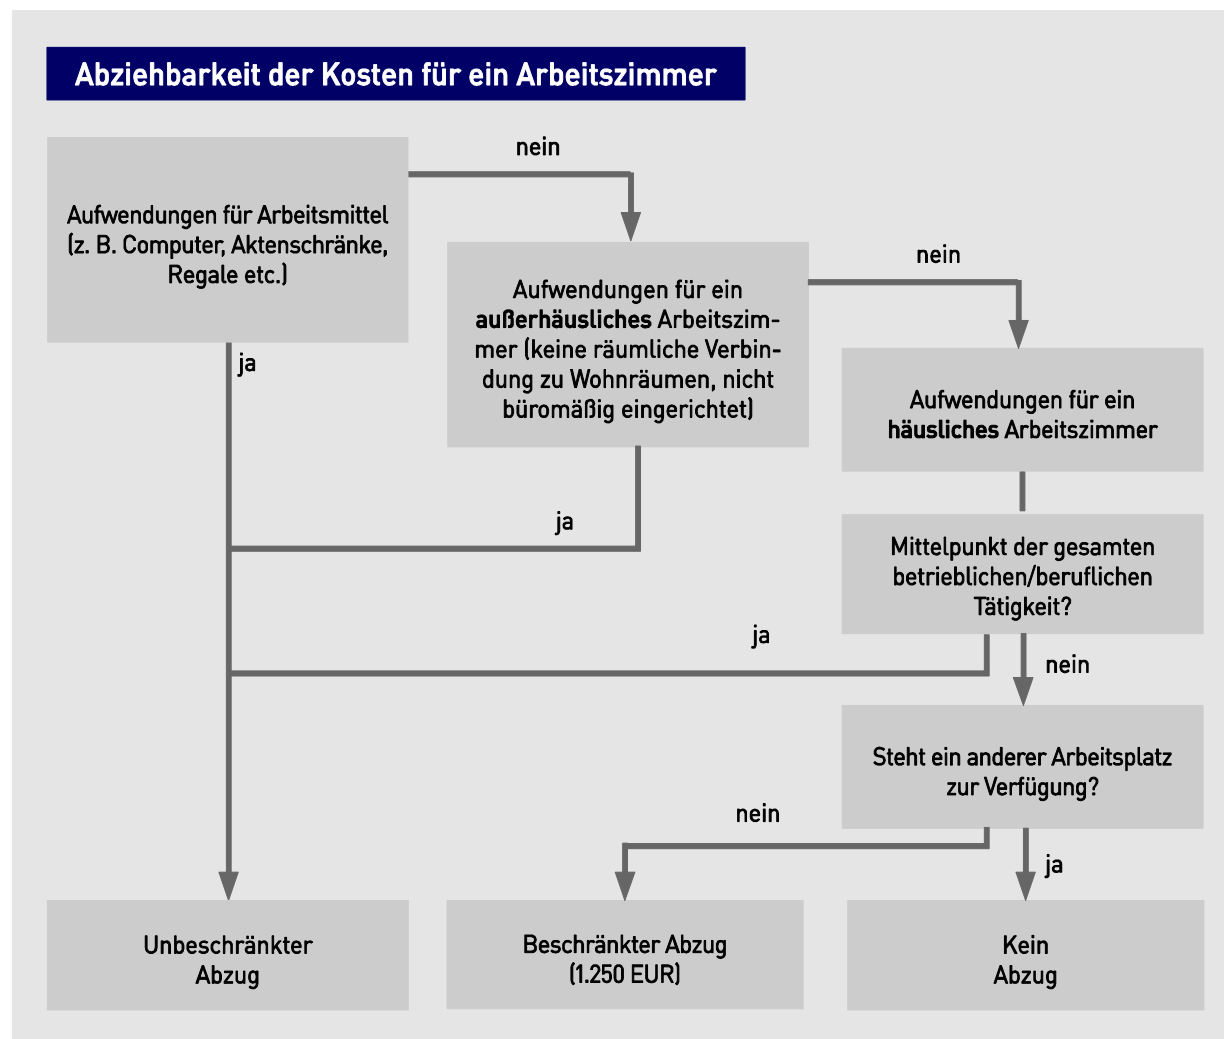 Abziehbarkeit der Kosten für ein Arbeitszimmer
nein
Aufwendungen für Arbeitsmittel
(z. B. Computer, Aktenschränke,
Regale etc.)
nein
Aufwendungen für ein
außerhäusliches Arbeitszim-
mer (keine räumliche Verbin-
dung zu Wohnräumen, nicht
büromäßig eingerichtet)
ja
Aufwendungen für ein
häusliches Arbeitszimmer
ja
Mittelpunkt der gesamten
betrieblichen/beruflichen
Tätigkeit?
ja
nein
Steht ein anderer Arbeitsplatz
zur Verfügung?
nein
ja
Unbeschränkter
Abzug
Beschränkter Abzug
(1.250 EUR)
Kein
Abzug